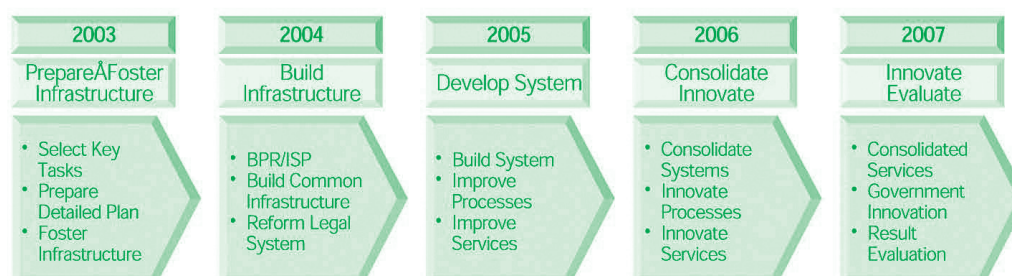 2003
PrepareÅFoster
Infrastructure
• Select Key
Tasks
• Prepare
Detailed Plan
• Foster
Infrastructure
2004
Build
Infrastructure
• BPR/ISP
• Build Common
Infrastructure
• Reform Legal
System
2005
Develop System
• Build System
• Improve
Processes
• Improve
Services
2006
Consolidate
Innovate
• Consolidate
Systems
• Innovate
Processes
• Innovate
Services
2007
Innovate
Evaluate
• Consolidated
Services
• Government
Innovation
• Result
Evaluation